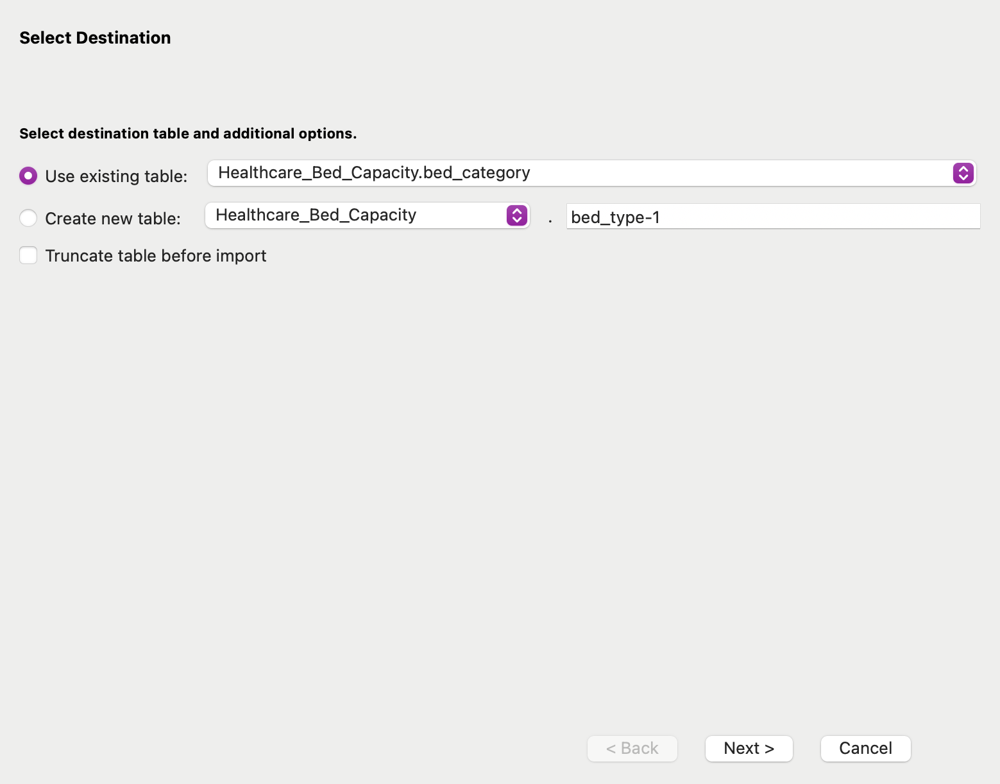 Select Destination
Select destination table and additional options.
Use existing table: Healthcare_Bed_Capacity.bed_category
Create new table: Healthcare_Bed_Capacity . bed_type-1
Truncate table before import
< Back Next > Cancel